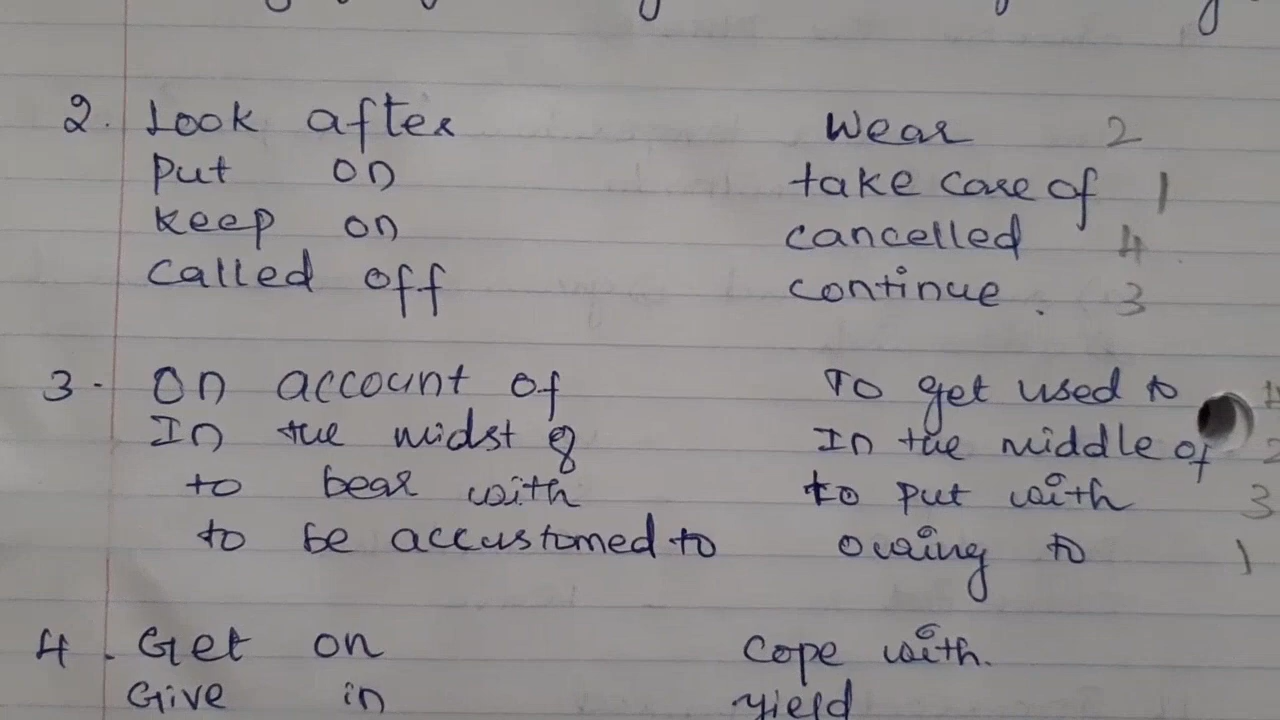 2. Look after Wear 2
Put on take care of 1
keep on cancelled 4
called off continue. 3
3- On account of To get used to 4
In the midst of In the middle of 2
to bear with to put with 3
to be accustomed to owing to 1
4. Get on Cope with.
Give in yield